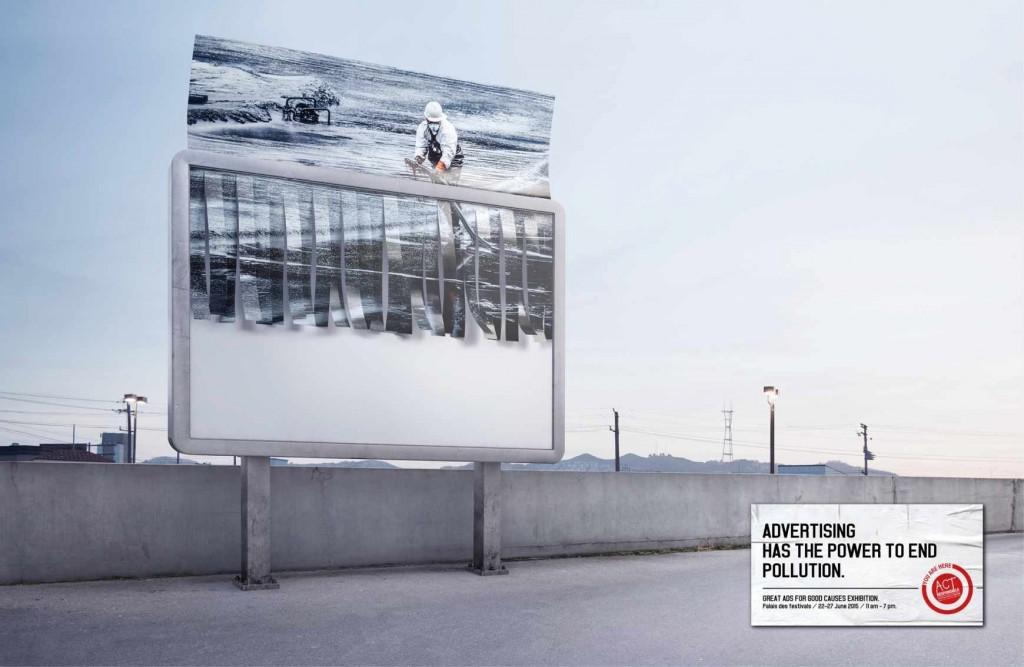 ADVERTISING
HAS THE POWER TO END
POLLUTION.
GREAT ADS FOR GOOD CAUSES EXHIBITION.
Palais des festivals / 22-27 June 2015 / 11 am - 7 pm.
YOU ARE HERE
ACT
RESPONSIBLE